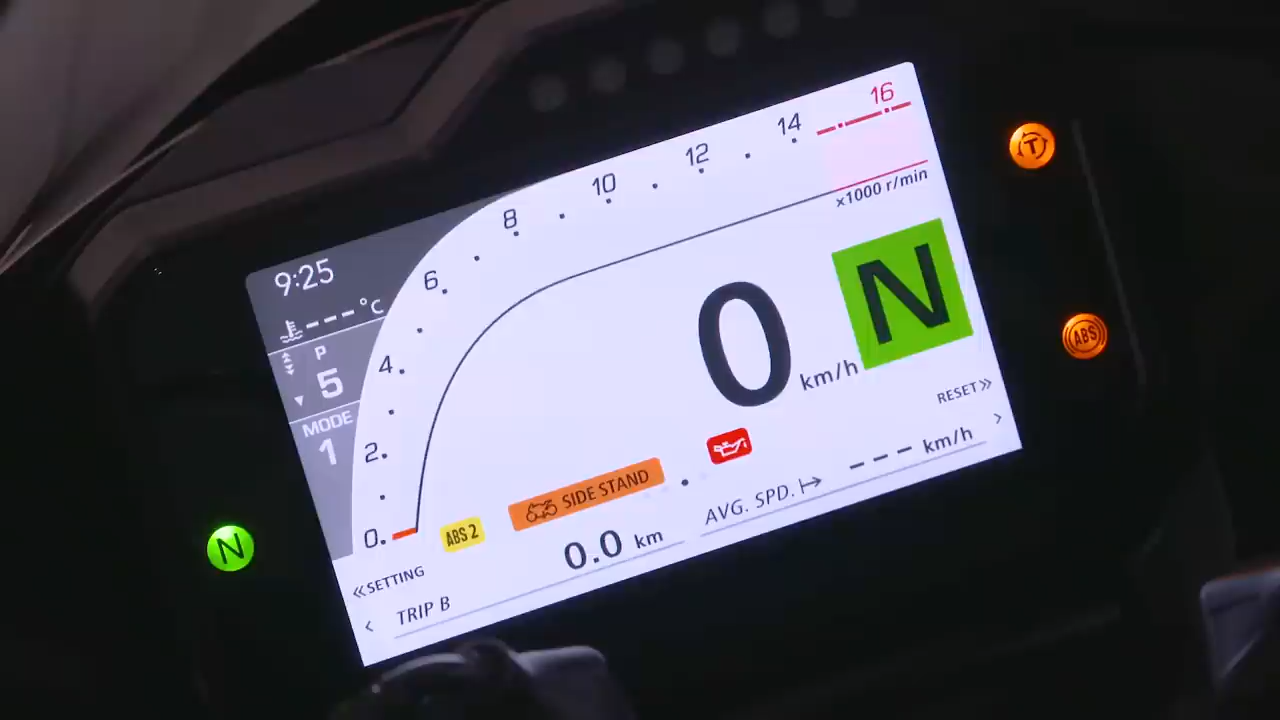 16
14
12
10
8
6
4
2
0
x1000 r/min
9:25
---°C
P
5
MODE
1
N
0 km/h
T
ABS
RESET»
>
SIDE STAND
ABS 2
--- km/h
AVG. SPD.
0.0 km
«SETTING
<
TRIP B
N